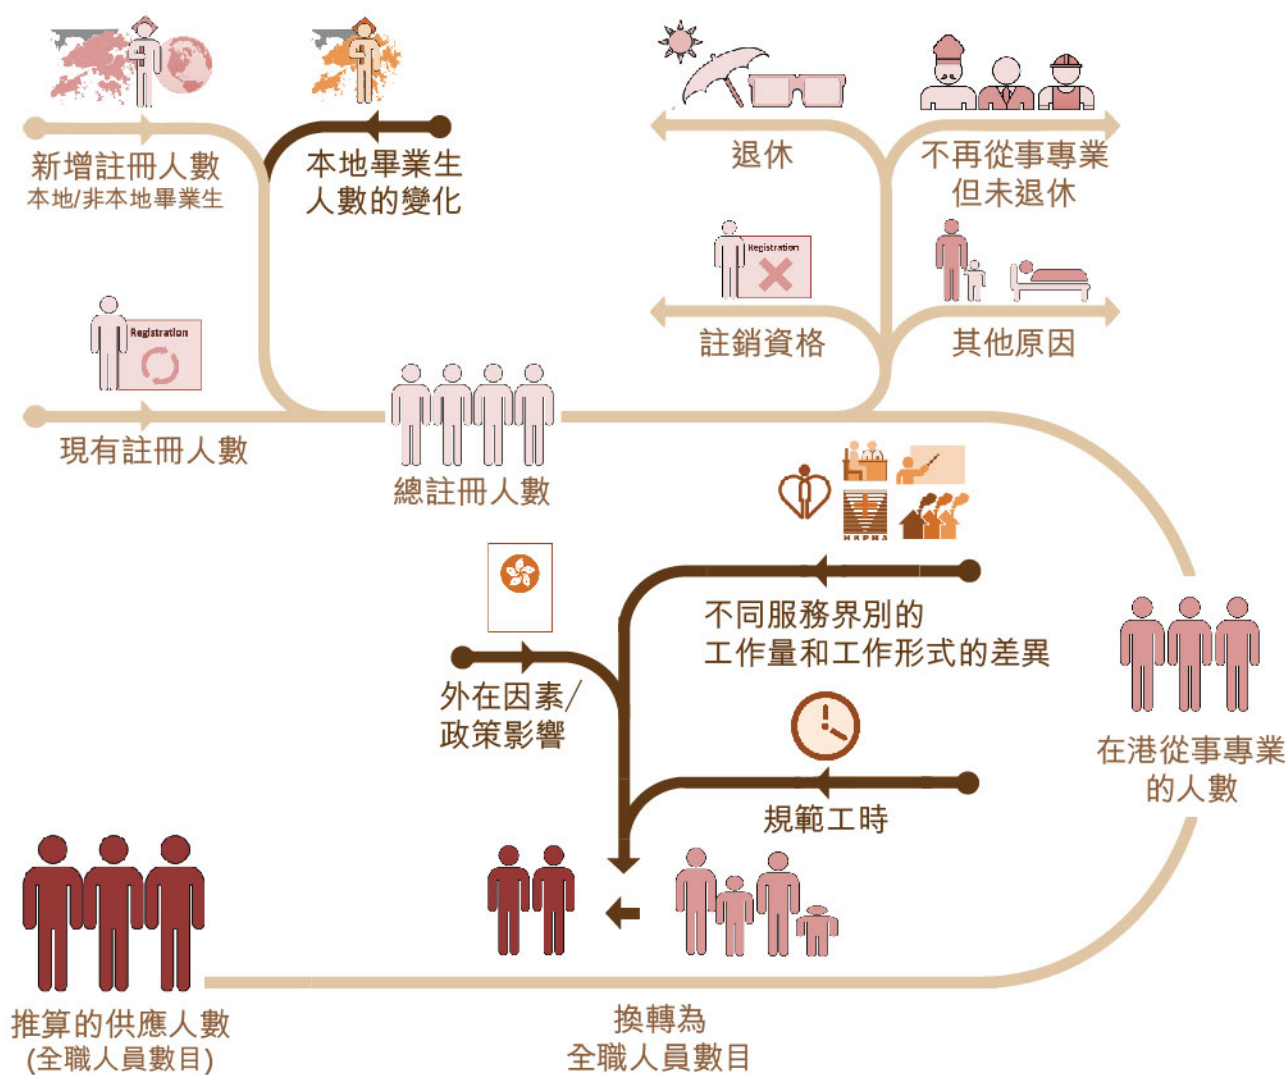 新增註冊人數
本地/非本地畢業生
本地畢業生
人數的變化
退休
不再從事專業
但未退休
Registration
註銷資格
其他原因
Registration
現有註冊人數
總註冊人數
HKPHA
不同服務界別的
工作量和工作形式的差異
外在因素/
政策影響
規範工時
在港從事專業
的人數
推算的供應人數
(全職人員數目)
換轉為
全職人員數目